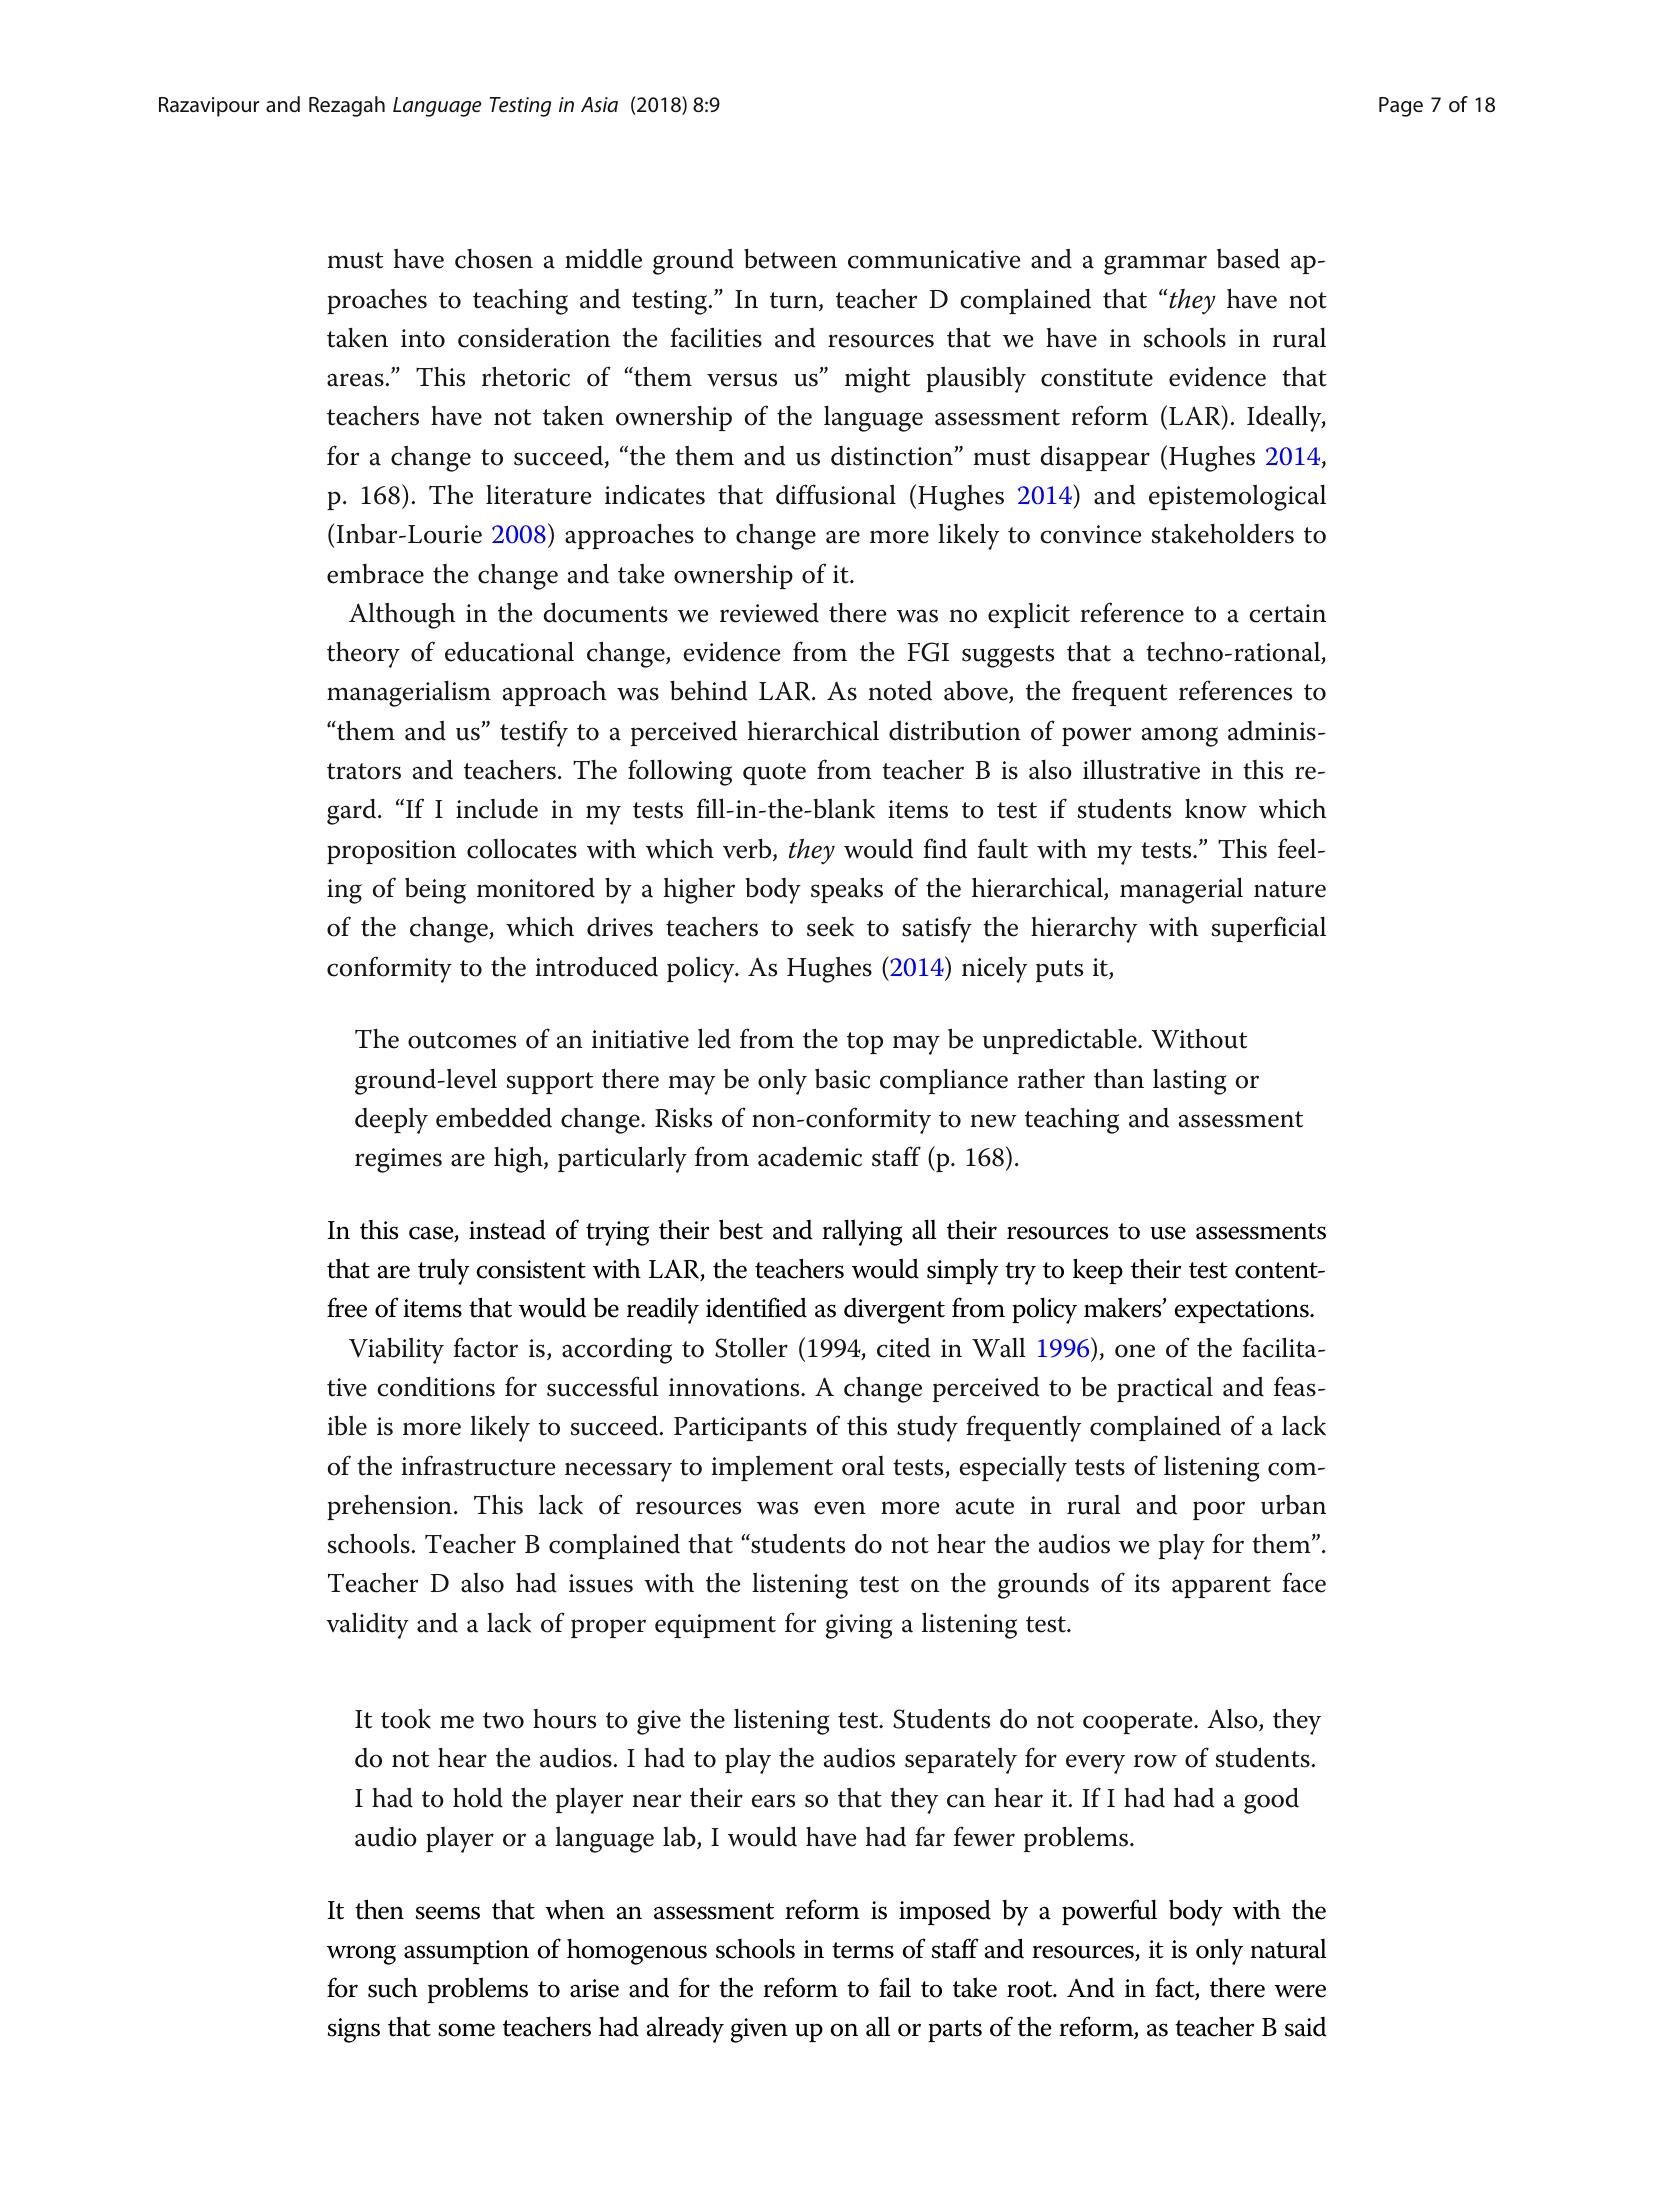 Razavipour and Rezagah Language Testing in Asia (2018) 8:9
Page 7 of 18
must have chosen a middle ground between communicative and a grammar based ap-
proaches to teaching and testing.” In turn, teacher D complained that “they have not
taken into consideration the facilities and resources that we have in schools in rural
areas.” This rhetoric of “them versus us” might plausibly constitute evidence that
teachers have not taken ownership of the language assessment reform (LAR). Ideally,
for a change to succeed, “the them and us distinction” must disappear (Hughes 2014,
p. 168). The literature indicates that diffusional (Hughes 2014) and epistemological
(Inbar-Lourie 2008) approaches to change are more likely to convince stakeholders to
embrace the change and take ownership of it.
Although in the documents we reviewed there was no explicit reference to a certain
theory of educational change, evidence from the FGI suggests that a techno-rational,
managerialism approach was behind LAR. As noted above, the frequent references to
“them and us” testify to a perceived hierarchical distribution of power among adminis-
trators and teachers. The following quote from teacher B is also illustrative in this re-
gard. “If I include in my tests fill-in-the-blank items to test if students know which
proposition collocates with which verb, they would find fault with my tests.” This feel-
ing of being monitored by a higher body speaks of the hierarchical, managerial nature
of the change, which drives teachers to seek to satisfy the hierarchy with superficial
conformity to the introduced policy. As Hughes (2014) nicely puts it,
The outcomes of an initiative led from the top may be unpredictable. Without
ground-level support there may be only basic compliance rather than lasting or
deeply embedded change. Risks of non-conformity to new teaching and assessment
regimes are high, particularly from academic staff (p. 168).
In this case, instead of trying their best and rallying all their resources to use assessments
that are truly consistent with LAR, the teachers would simply try to keep their test content-
free of items that would be readily identified as divergent from policy makers’ expectations.
Viability factor is, according to Stoller (1994, cited in Wall 1996), one of the facilita-
tive conditions for successful innovations. A change perceived to be practical and feas-
ible is more likely to succeed. Participants of this study frequently complained of a lack
of the infrastructure necessary to implement oral tests, especially tests of listening com-
prehension. This lack of resources was even more acute in rural and poor urban
schools. Teacher B complained that “students do not hear the audios we play for them”.
Teacher D also had issues with the listening test on the grounds of its apparent face
validity and a lack of proper equipment for giving a listening test.
It took me two hours to give the listening test. Students do not cooperate. Also, they
do not hear the audios. I had to play the audios separately for every row of students.
I had to hold the player near their ears so that they can hear it. If I had had a good
audio player or a language lab, I would have had far fewer problems.
It then seems that when an assessment reform is imposed by a powerful body with the
wrong assumption of homogenous schools in terms of staff and resources, it is only natural
for such problems to arise and for the reform to fail to take root. And in fact, there were
signs that some teachers had already given up on all or parts of the reform, as teacher B said